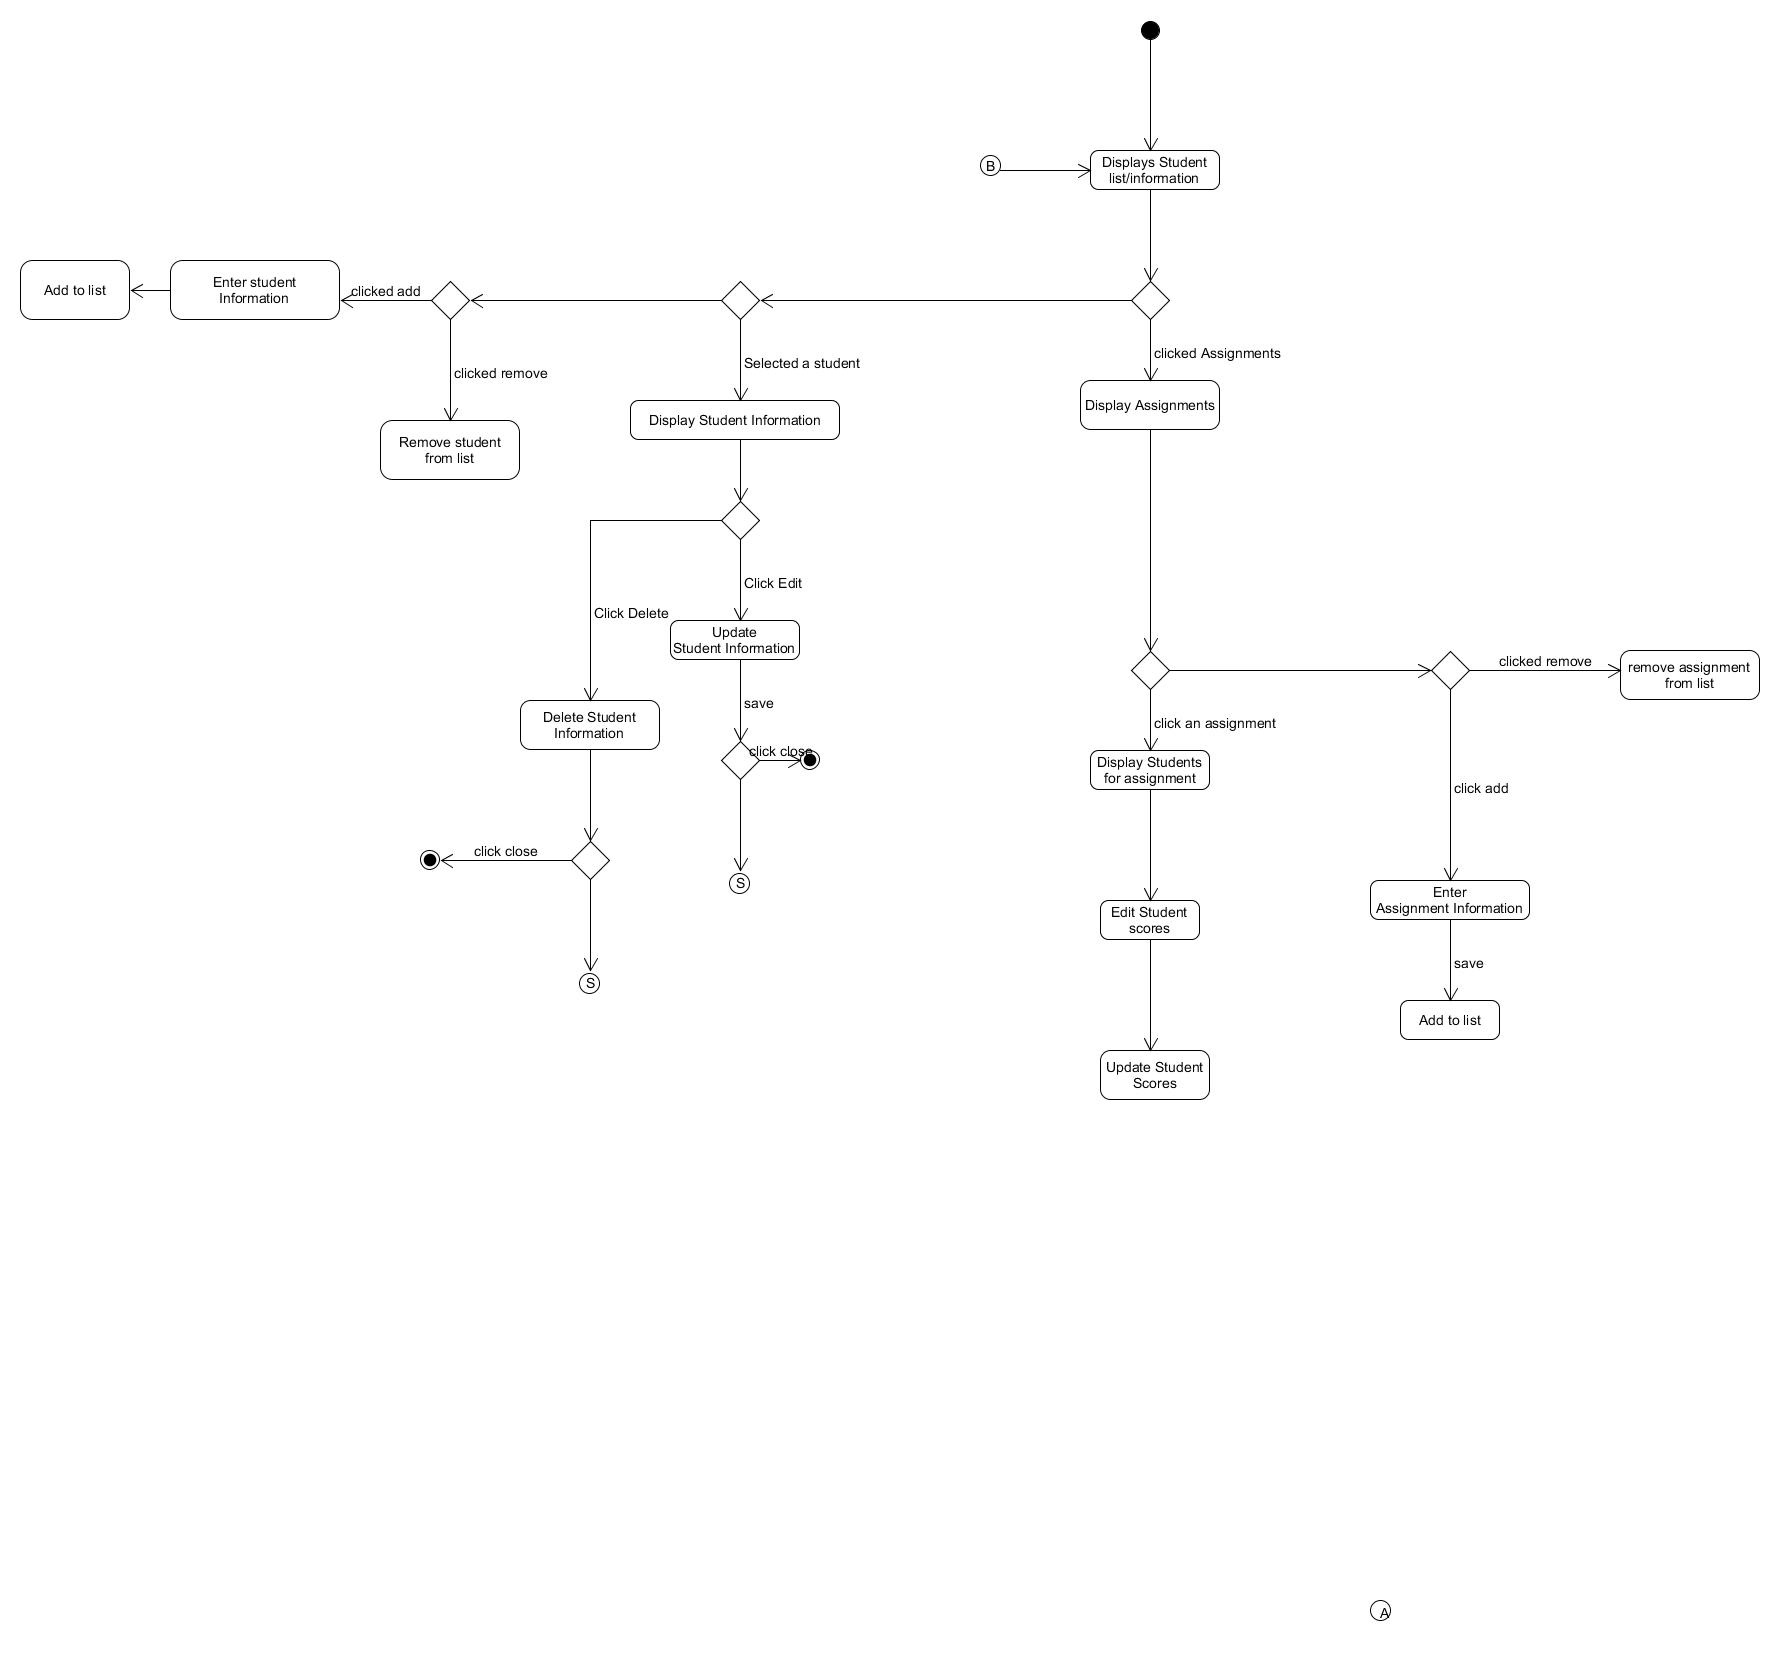 B
Displays Student
list/information
Add to list
Enter student
Information
clicked add
clicked Assignments
Selected a student
clicked remove
Display Student Information
Display Assignments
Remove student
from list
Click Edit
Click Delete
Update
Student Information
clicked remove
remove assignment
from list
save
click an assignment
Delete Student
Information
click close
Display Students
for assignment
click add
click close
S
Enter
Assignment Information
Edit Student
scores
save
S
Add to list
Update Student
Scores
A